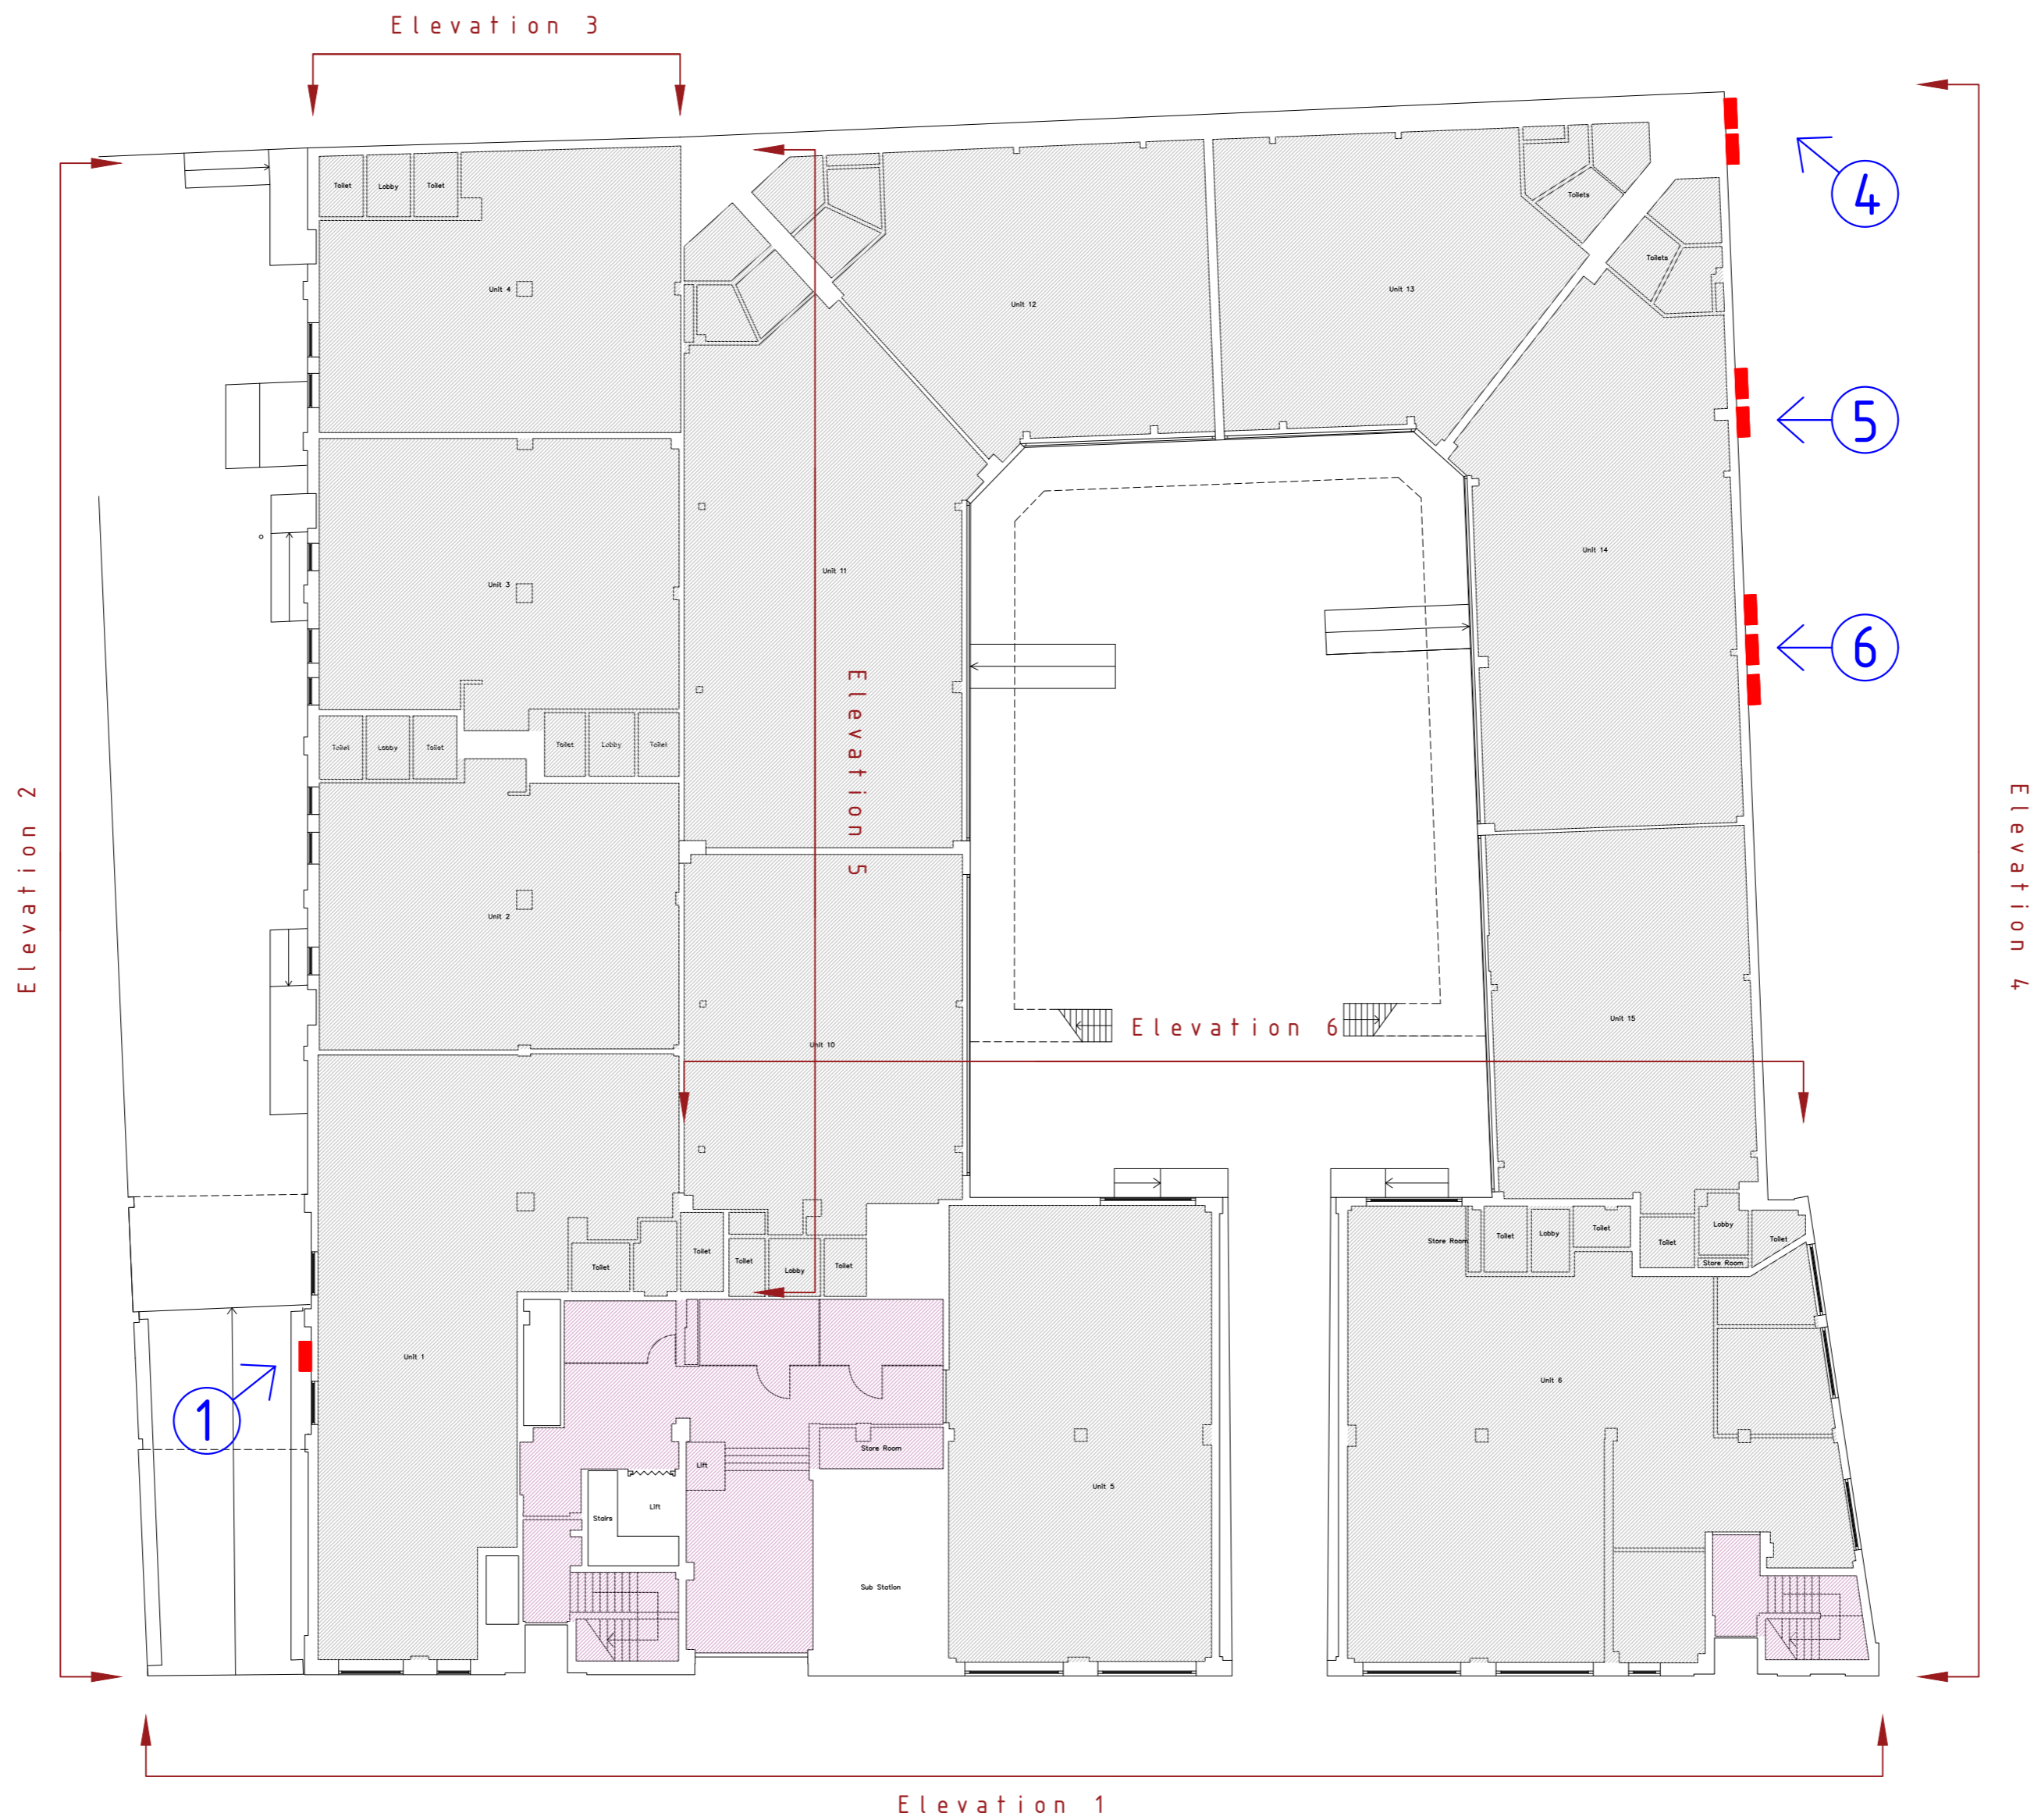 Elevation 3
Toilet
Lobby
Toilet
Toilets
4
Toilets
Unit 4
Unit 12
Unit 13
5
Unit 14
Unit 11
Unit 3
6
Elevation 5
Toilet
Lobby
Toilet
Toilet
Lobby
Toilet
Elevation 2
Elevation 4
Unit 2
Unit 15
Elevation 6
Unit 10
Toilet
Toilet
Toilet
Lobby
Toilet
Store Room
Toilet
Lobby
Toilet
Toilet
Lobby
Toilet
Store Room
Unit 1
1
Unit 6
Store Room
Lift
Unit 5
Lift
Stairs
Sub Station
Elevation 1